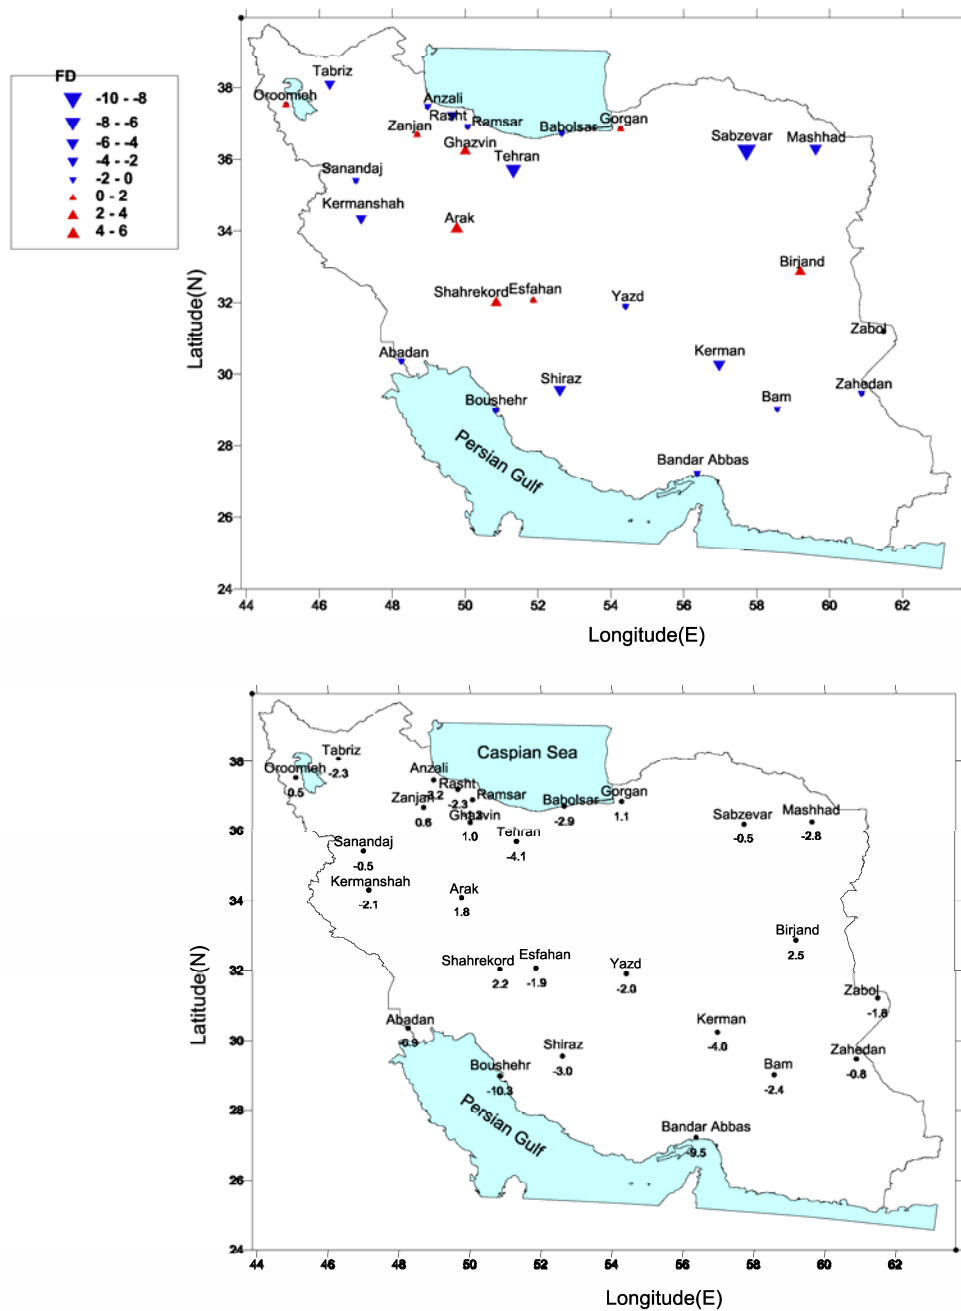 FD
-10 - -8
-8 - -6
-6 - -4
-4 - -2
-2 - 0
0 - 2
2 - 4
4 - 6
Tabriz
Oroomieh
Anzali
Rasht
Ramsar
Zanjan
Ghazvin
Babolsar
Gorgan
Tehran
Sabzevar
Mashhad
Sanandaj
Kermanshah
Arak
Birjand
Shahrekord
Esfahan
Yazd
Zabol
Abadan
Kerman
Shiraz
Boushehr
Bam
Zahedan
Bandar Abbas
Persian Gulf
38
36
34
32
30
28
26
24
Latitude(N)
44 46 48 50 52 54 56 58 60 62
Longitude(E)
Caspian Sea
Tabriz
-2.3
Oroomieh
0.5
Anzali
Rasht
-2.3
Ramsar
Zanjan
0.6
Ghazvin
1.0
Babolsar
-2.9
Gorgan
1.1
Tehran
-4.1
Sabzevar
-0.5
Mashhad
-2.8
Sanandaj
-0.5
Kermanshah
-2.1
Arak
1.8
Birjand
2.5
Shahrekord
2.2
Esfahan
-1.9
Yazd
-2.0
Zabol
-1.8
Abadan
-6.9
Kerman
-4.0
Shiraz
-3.0
Boushehr
-10.3
Bam
-2.4
Zahedan
-0.8
Bandar Abbas
-9.5
Persian Gulf
38
36
34
32
30
28
26
24
Latitude(N)
44 46 48 50 52 54 56 58 60 62
Longitude(E)